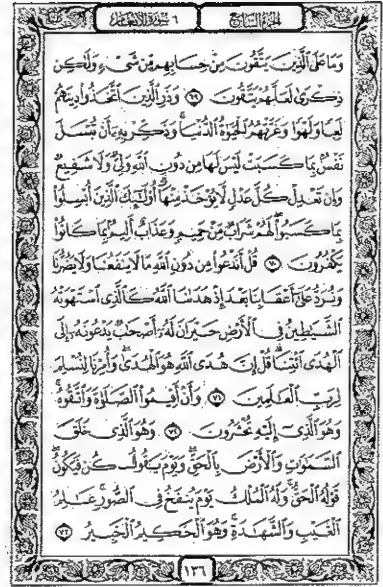 الجزء السابع ٦ سورة الأنعام
وَمَا عَلَى ٱلَّذِينَ يَتَّقُونَ مِنْ حِسَابِهِم مِّن شَىْءٍ وَلَٰكِن
ذِكْرَىٰ لَعَلَّهُمْ يَتَّقُونَ ٦٩ وَذَرِ ٱلَّذِينَ ٱتَّخَذُوا۟ دِينَهُمْ
لَعِبًا وَلَهْوًا وَغَرَّتْهُمُ ٱلْحَيَوٰةُ ٱلدُّنْيَا ۚ وَذَكِّرْ بِهِۦٓ أَن تُبْسَلَ
نَفْسٌۢ بِمَا كَسَبَتْ لَيْسَ لَهَا مِن دُونِ ٱللَّهِ وَلِىٌّ وَلَا شَفِيعٌ
وَإِن تَعْدِلْ كُلَّ عَدْلٍ لَّا يُؤْخَذْ مِنْهَآ ۗ أُو۟لَٰٓئِكَ ٱلَّذِينَ أُبْسِلُوا۟
بِمَا كَسَبُوا۟ ۖ لَهُمْ شَرَابٌ مِّنْ حَمِيمٍ وَعَذَابٌ أَلِيمٌۢ بِمَا كَانُوا۟
يَكْفُرُونَ ٧٠ قُلْ أَنَدْعُوا۟ مِن دُونِ ٱللَّهِ مَا لَا يَنفَعُنَا وَلَا يَضُرُّنَا
وَنُرَدُّ عَلَىٰٓ أَعْقَابِنَا بَعْدَ إِذْ هَدَىٰنَا ٱللَّهُ كَٱلَّذِى ٱسْتَهْوَتْهُ
ٱلشَّيَٰطِينُ فِى ٱلْأَرْضِ حَيْرَانَ لَهُۥٓ أَصْحَٰبٌ يَدْعُونَهُۥٓ إِلَى
ٱلْهُدَى ٱئْتِنَا ۗ قُلْ إِنَّ هُدَى ٱللَّهِ هُوَ ٱلْهُدَىٰ ۖ وَأُمِرْنَا لِنُسْلِمَ
لِرَبِّ ٱلْعَٰلَمِينَ ٧١ وَأَنْ أَقِيمُوا۟ ٱلصَّلَوٰةَ وَٱتَّقُوهُ ۚ
وَهُوَ ٱلَّذِىٓ إِلَيْهِ تُحْشَرُونَ ٧٢ وَهُوَ ٱلَّذِى خَلَقَ
ٱلسَّمَٰوَٰتِ وَٱلْأَرْضَ بِٱلْحَقِّ ۖ وَيَوْمَ يَقُولُ كُن فَيَكُونُ ۚ
قَوْلُهُ ٱلْحَقُّ ۚ وَلَهُ ٱلْمُلْكُ يَوْمَ يُنفَخُ فِى ٱلصُّورِ ۚ عَٰلِمُ
ٱلْغَيْبِ وَٱلشَّهَٰدَةِ ۚ وَهُوَ ٱلْحَكِيمُ ٱلْخَبِيرُ ٧٣
١٣٦